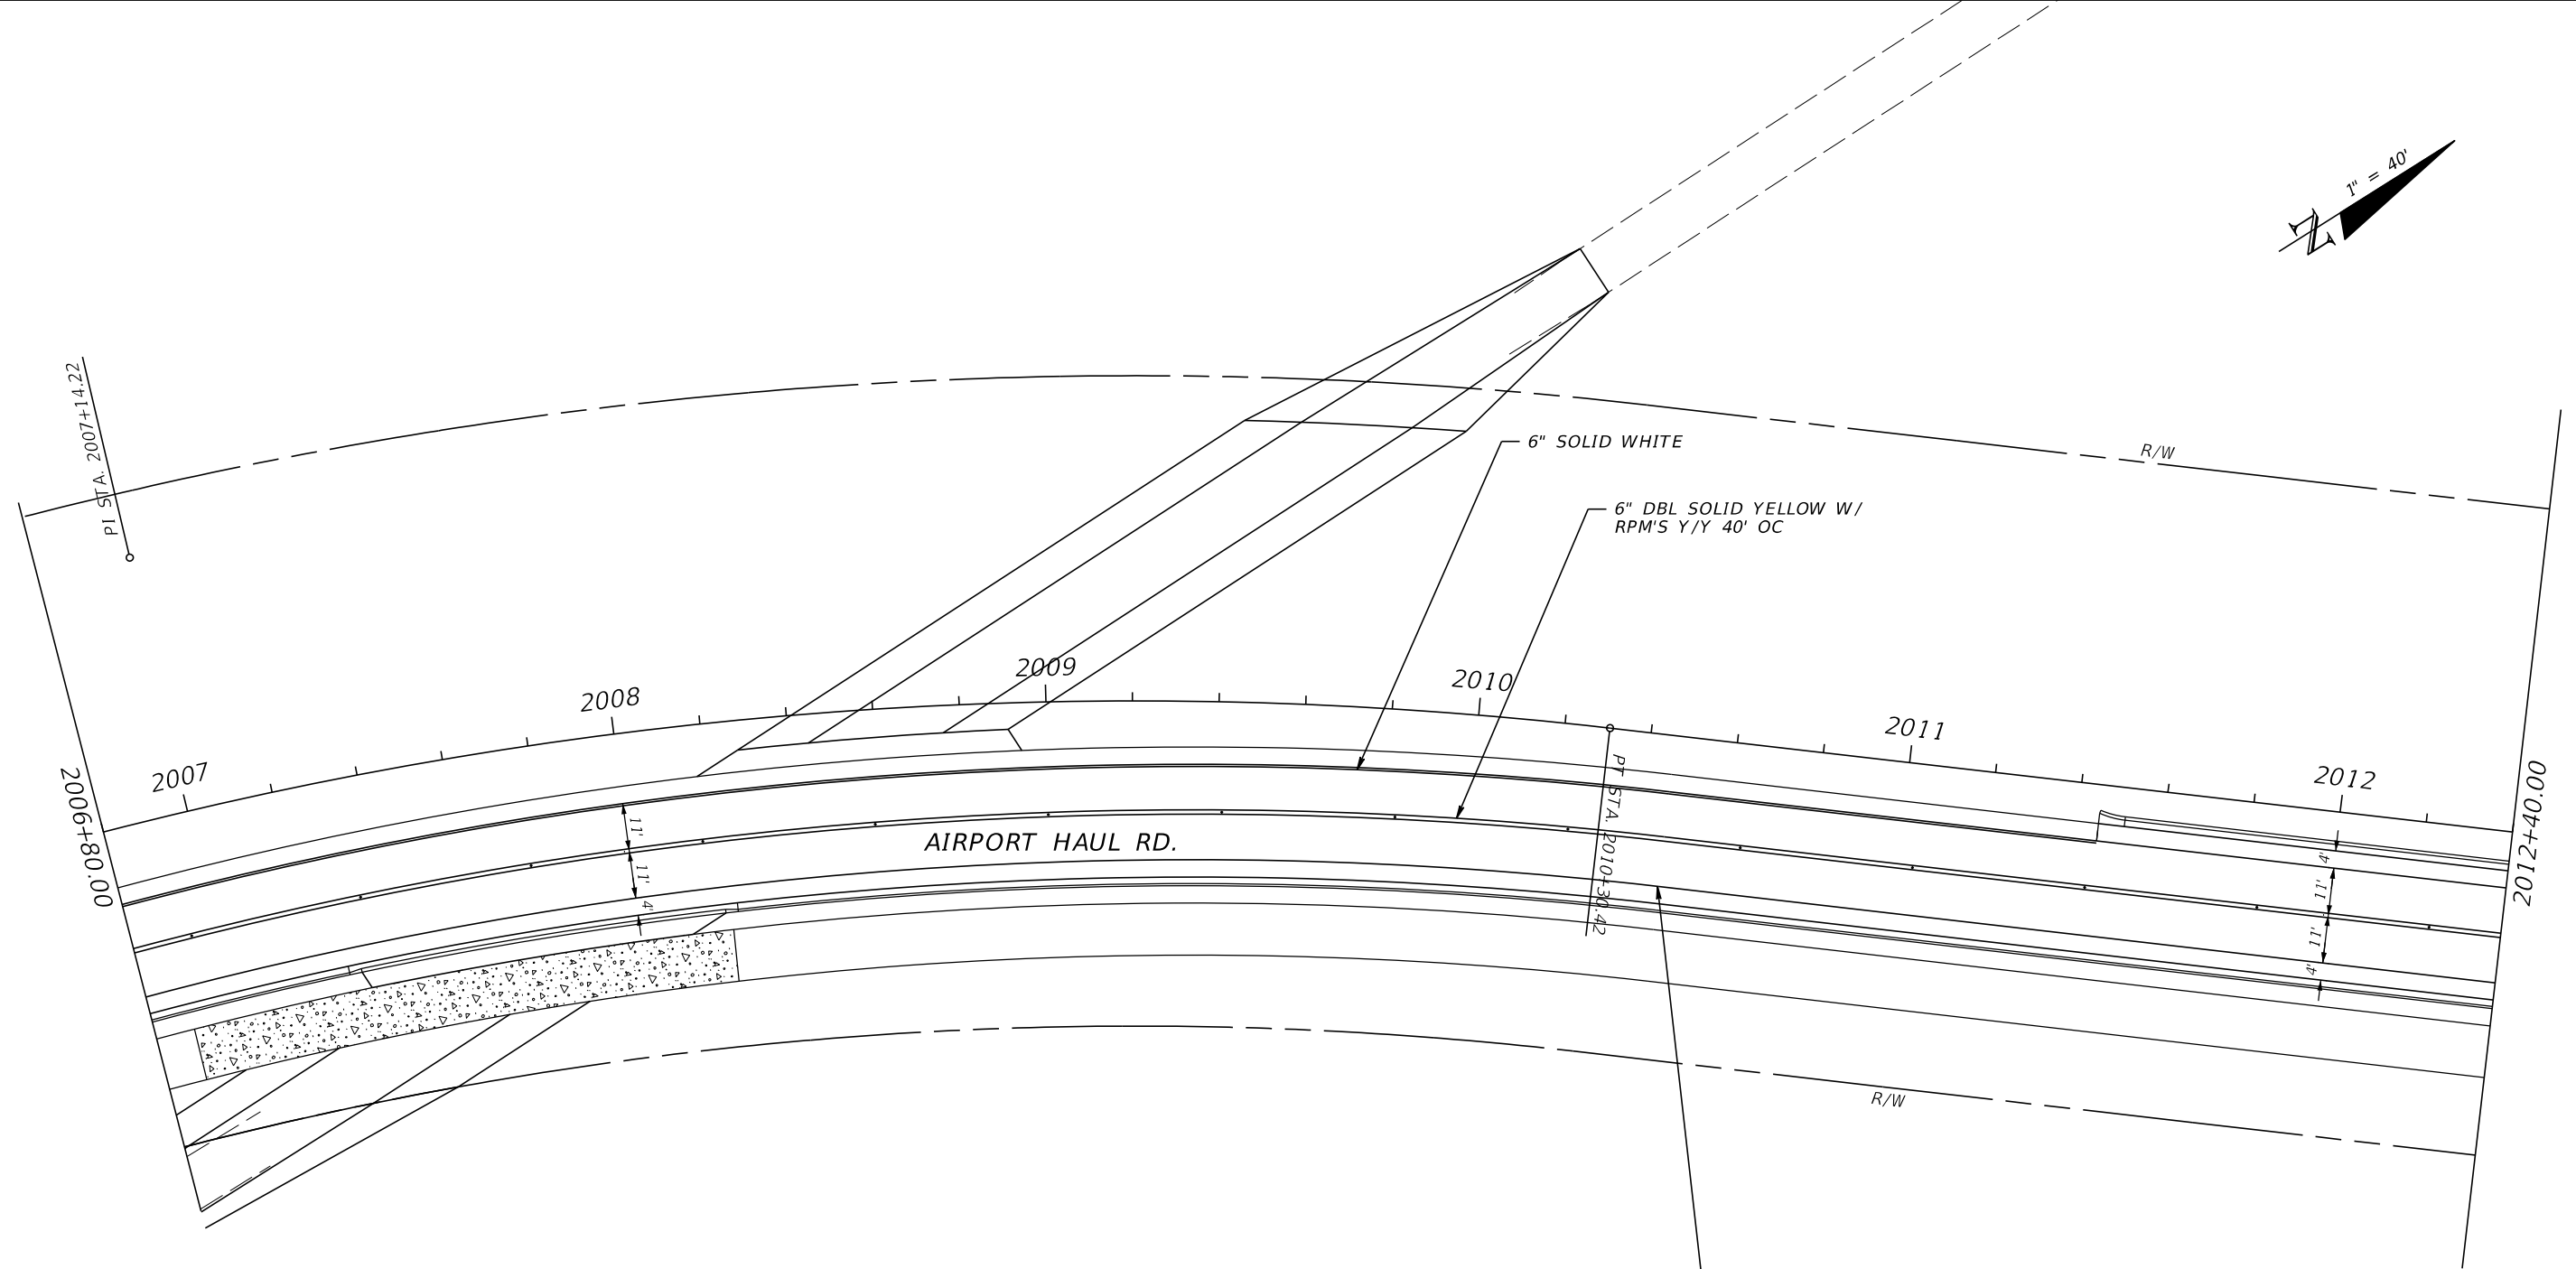 1" = 40'
N
PI STA. 2007+14.22
R/W
6" SOLID WHITE
6" DBL SOLID YELLOW W/
RPM'S Y/Y 40' OC
2007
2008
2009
2010
2011
2012
2006+80.00
2012+40.00
PT STA. 2010+30.42
AIRPORT HAUL RD.
11'
11'
4'
4'
11'
11'
4'
R/W